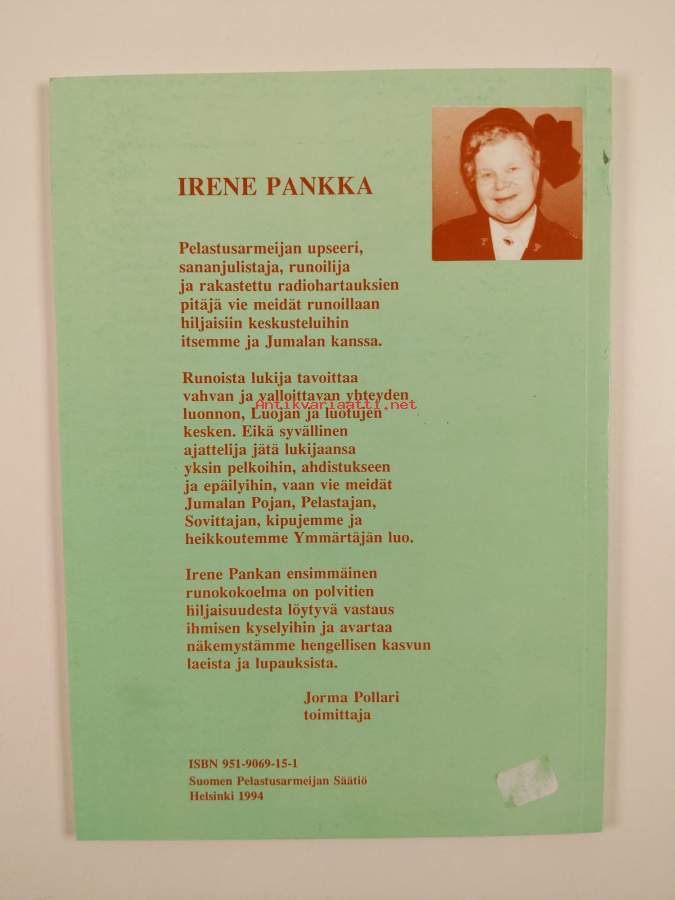 IRENE PANKKA
Pelastusarmeijan upseeri,
sananjulistaja, runoilija
ja rakastettu radiohartauksien
pitäjä vie meidät runoillaan
hiljaisiin keskusteluihin
itsemme ja Jumalan kanssa.
Runoista lukija tavoittaa
vahvan ja valloittavan yhteyden
Antikvariaatti.net
luonnon, Luojan ja luotujen
kesken. Eikä syvällinen
ajattelija jätä lukijaansa
yksin pelkoihin, ahdistukseen
ja epäilyihin, vaan vie meidät
Jumalan Pojan, Pelastajan,
Sovittajan, kipujemme ja
heikkoutemme Ymmärtäjän luo.
Irene Pankan ensimmäinen
runokokoelma on polvitien
hiljaisuudesta löytyvä vastaus
ihmisen kyselyihin ja avartaa
näkemystämme hengellisen kasvun
laeista ja lupauksista.
Jorma Pollari
toimittaja
ISBN 951-9069-15-1
Suomen Pelastusarmeijan Säätiö
Helsinki 1994